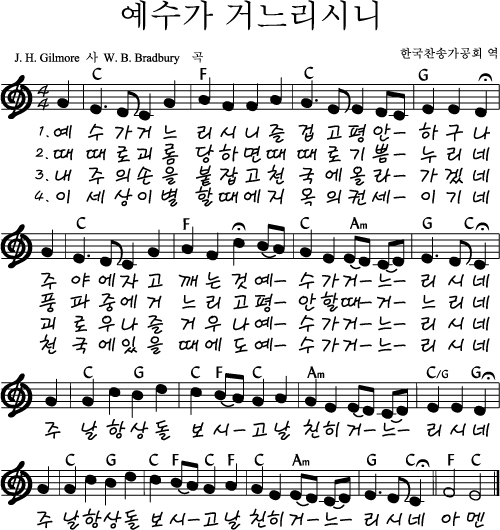 예수가 거느리시니
J. H. Gilmore 사 W. B. Bradbury 곡 한국찬송가공회 역
C F C G C
1. 예 수 가 거 느 리 시 니 즐 겁 고 평 안 – 하 구 나
2. 때 때 로 괴 롬 당 하 면 때 때 로 기 쁨 – 누 리 네
3. 내 주 의 손 을 붙 잡 고 천 국 에 올 라 – 가 겠 네
4. 이 세 상 이 별 할 때 에 지 옥 의 권 세 – 이 기 네
C F C Am G C
주 야 에 자 고 깨 는 것 예 – 수 가 거 – 느 – 리 시 네
풍 파 중 에 거 느 리 고 평 – 안 할 때 – 거 – 느 리 네
괴 로 우 나 즐 거 우 나 예 – 수 가 거 – 느 – 리 시 네
천 국 에 있 을 때 에 도 예 – 수 가 거 – 느 – 리 시 네
C G C F C Am C/G G
주 날 항 상 돌 보 시 – 고 날 친 히 거 – 느 – 리 시 네
C G C F C Am G C F C
주 날 항 상 돌 보 시 – 고 날 친 히 거 – 느 – 리 시 네 아 멘